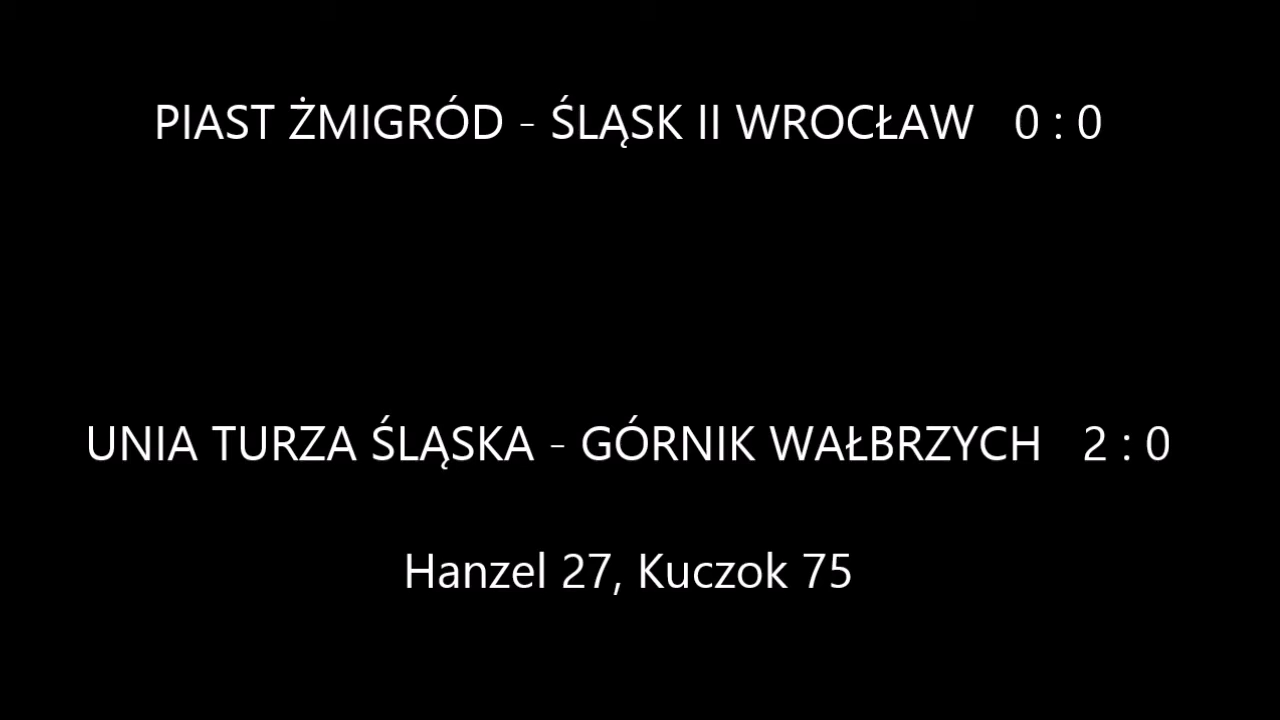 PIAST ŻMIGRÓD - ŚLĄSK II WROCŁAW 0 : 0
UNIA TURZA ŚLĄSKA - GÓRNIK WAŁBRZYCH 2 : 0
Hanzel 27, Kuczok 75